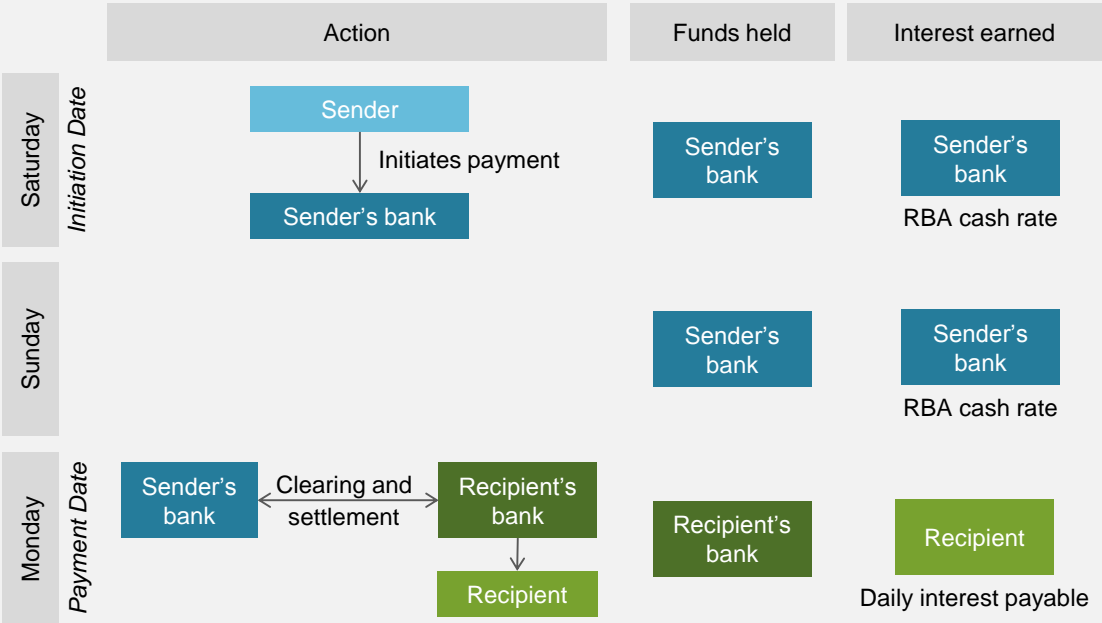 Action
Funds held
Interest earned
Saturday
Initiation Date
Sender
Initiates payment
Sender's bank
Sender's
bank
Sender's
bank
RBA cash rate
Sunday
Sender's
bank
Sender's
bank
RBA cash rate
Monday
Payment Date
Sender's
bank
Clearing and
settlement
Recipient's
bank
Recipient
Recipient's
bank
Recipient
Daily interest payable